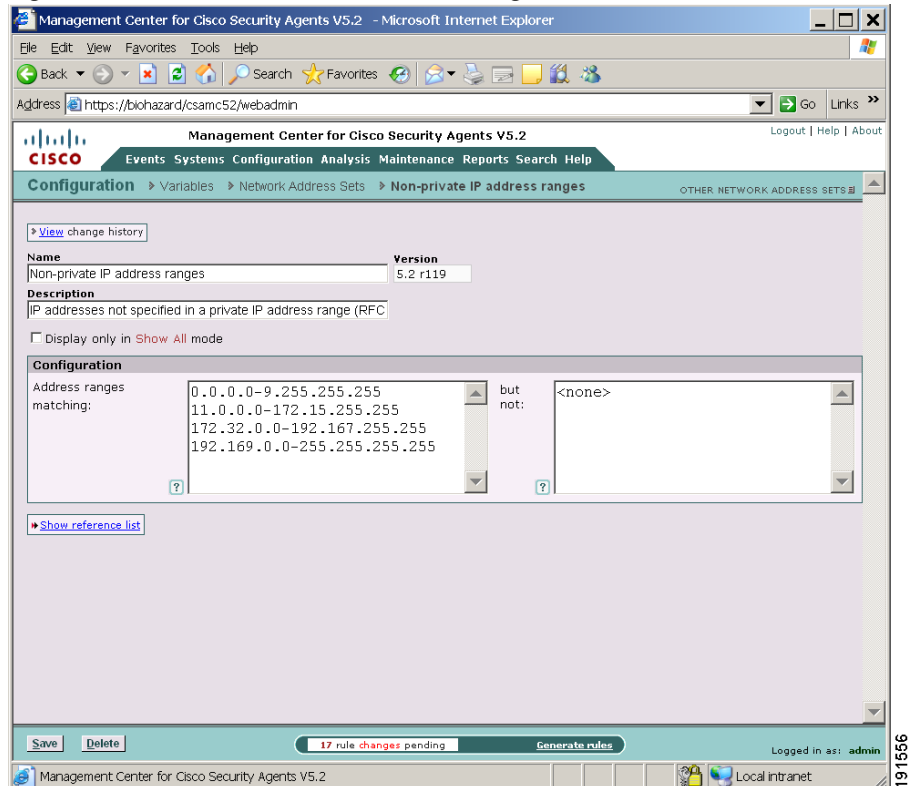 Management Center for Cisco Security Agents V5.2 - Microsoft Internet Explorer
File Edit View Favorites Tools Help
Back Search Favorites
Address https://biohazard/csamc52/webadmin Go Links »
Management Center for Cisco Security Agents V5.2 Logout | Help | About
CISCO Events Systems Configuration Analysis Maintenance Reports Search Help
Configuration Variables Network Address Sets Non-private IP address ranges OTHER NETWORK ADDRESS SETS
View change history
Name Version
Non-private IP address ranges 5.2 r119
Description
IP addresses not specified in a private IP address range (RFC
Display only in Show All mode
Configuration
Address ranges matching: but not:
0.0.0.0-9.255.255.255 <none>
11.0.0.0-172.15.255.255
172.32.0.0-192.167.255.255
192.169.0.0-255.255.255.255
? ?
Show reference list
Save Delete 17 rule changes pending Generate rules Logged in as: admin
Management Center for Cisco Security Agents V5.2 Local intranet
191556